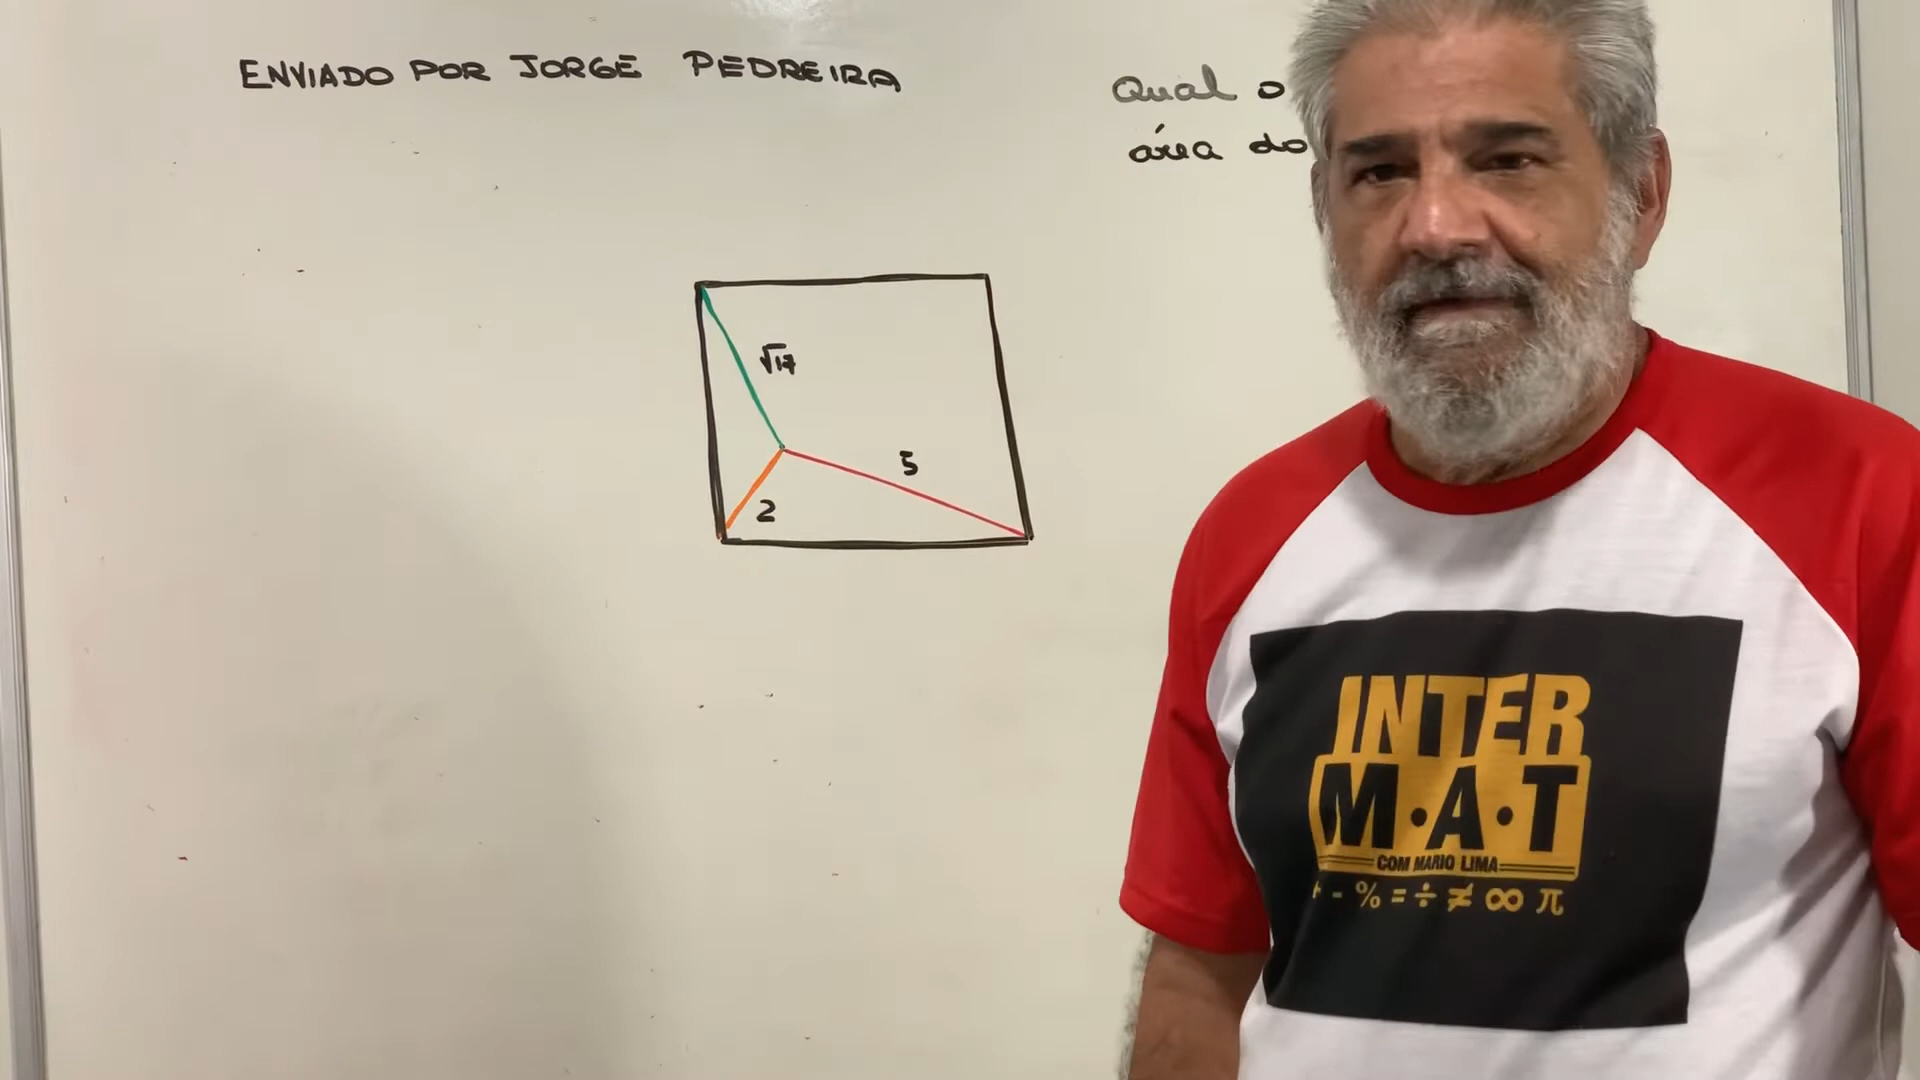 ENVIADO POR JORGE PEDREIRA
Qual o
área do
√17
5
2
INTER
M·A·T
COM MARIO LIMA
- % = ÷ ≠ ∞ π